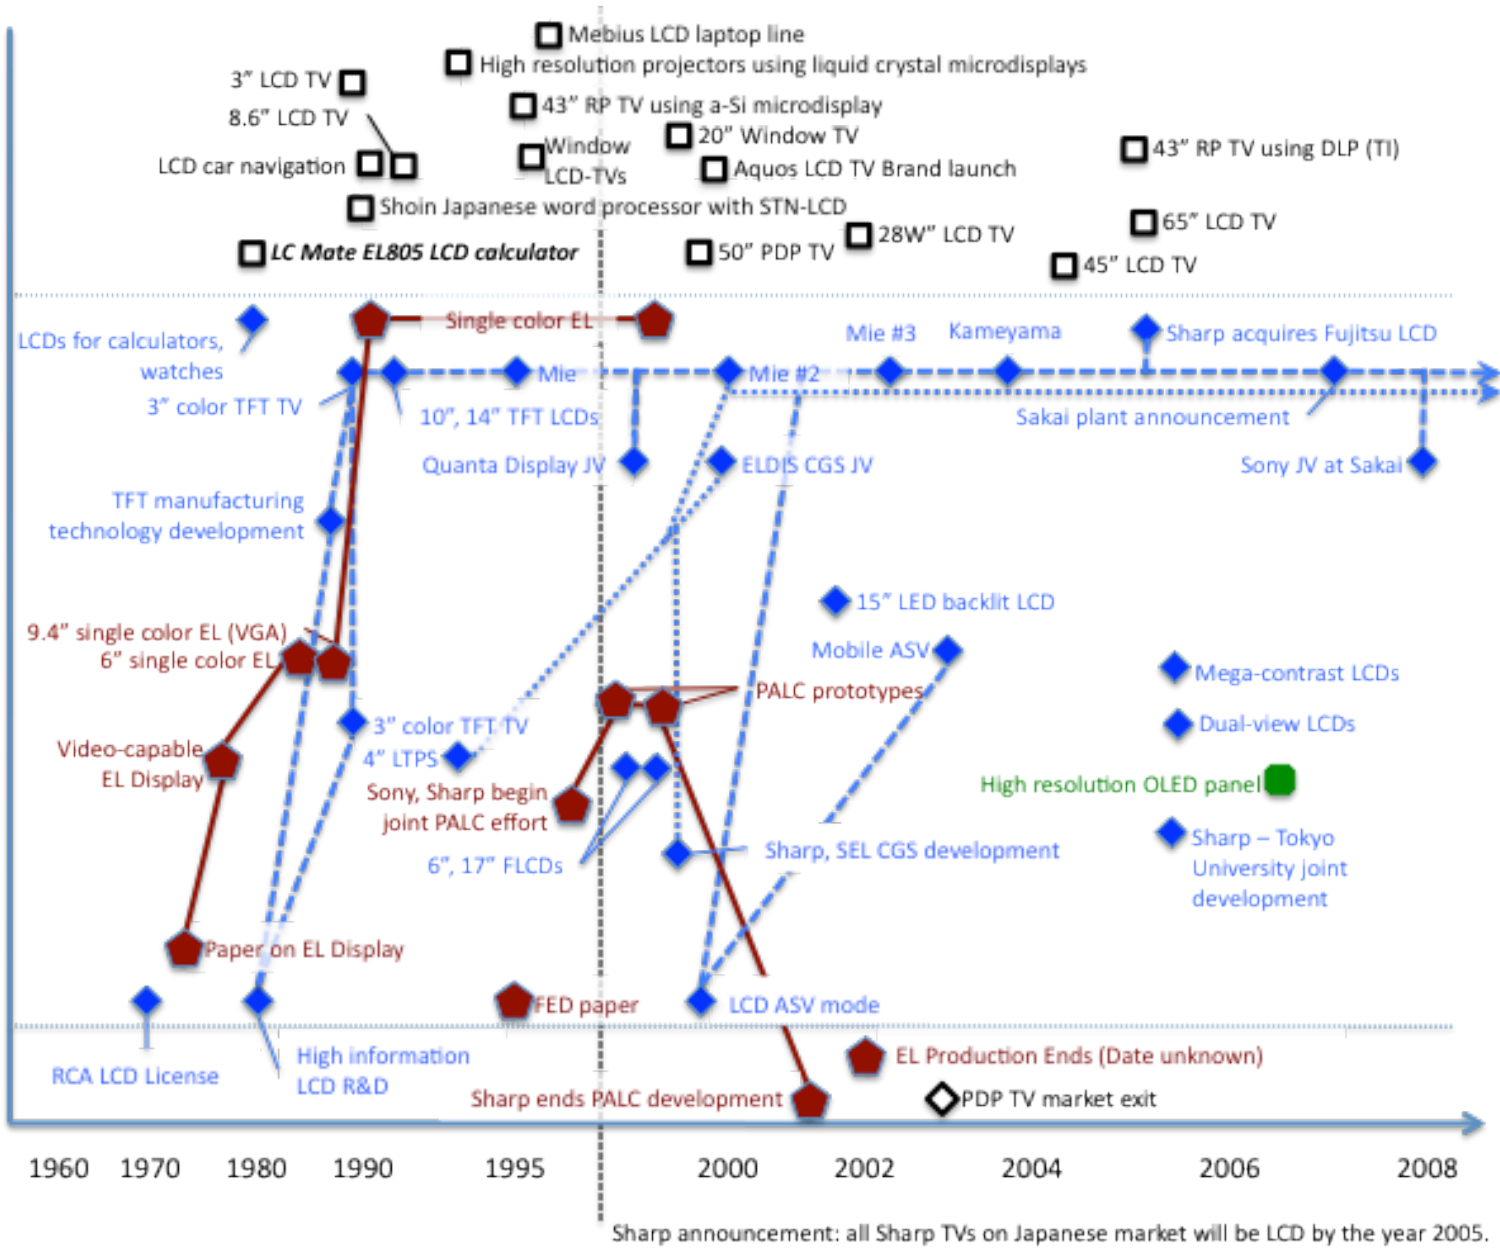 Mebius LCD laptop line
High resolution projectors using liquid crystal microdisplays
3” LCD TV
43” RP TV using a-Si microdisplay
8.6” LCD TV
20” Window TV
Window
LCD-TVs
43” RP TV using DLP (TI)
LCD car navigation
Aquos LCD TV Brand launch
Shoin Japanese word processor with STN-LCD
65” LCD TV
28W” LCD TV
LC Mate EL805 LCD calculator
50” PDP TV
45” LCD TV
Single color EL
LCDs for calculators,
watches
Mie #3
Kameyama
Sharp acquires Fujitsu LCD
Mie
Mie #2
3” color TFT TV
10”, 14” TFT LCDs
Sakai plant announcement
Quanta Display JV
ELDIS CGS JV
Sony JV at Sakai
TFT manufacturing
technology development
15” LED backlit LCD
9.4” single color EL (VGA)
6” single color EL
Mobile ASV
Mega-contrast LCDs
PALC prototypes
3” color TFT TV
Dual-view LCDs
Video-capable
EL Display
4” LTPS
High resolution OLED panel
Sony, Sharp begin
joint PALC effort
Sharp – Tokyo
University joint
development
6”, 17” FLCDs
Sharp, SEL CGS development
Paper on EL Display
FED paper
LCD ASV mode
RCA LCD License
High information
LCD R&D
EL Production Ends (Date unknown)
Sharp ends PALC development
PDP TV market exit
1960 1970 1980 1990 1995 2000 2002 2004 2006 2008
Sharp announcement: all Sharp TVs on Japanese market will be LCD by the year 2005.